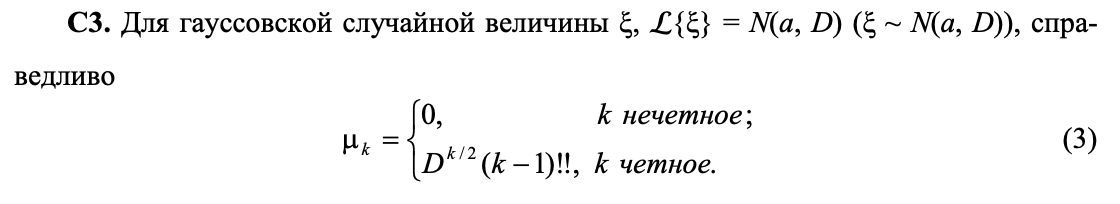 С3. Для гауссовской случайной величины ξ, ℒ{ξ} = N(a, D) (ξ ~ N(a, D)), спра-
ведливо
μ_k = { 0, k нечетное;
D^{k/2}(k − 1)!!, k четное. (3)